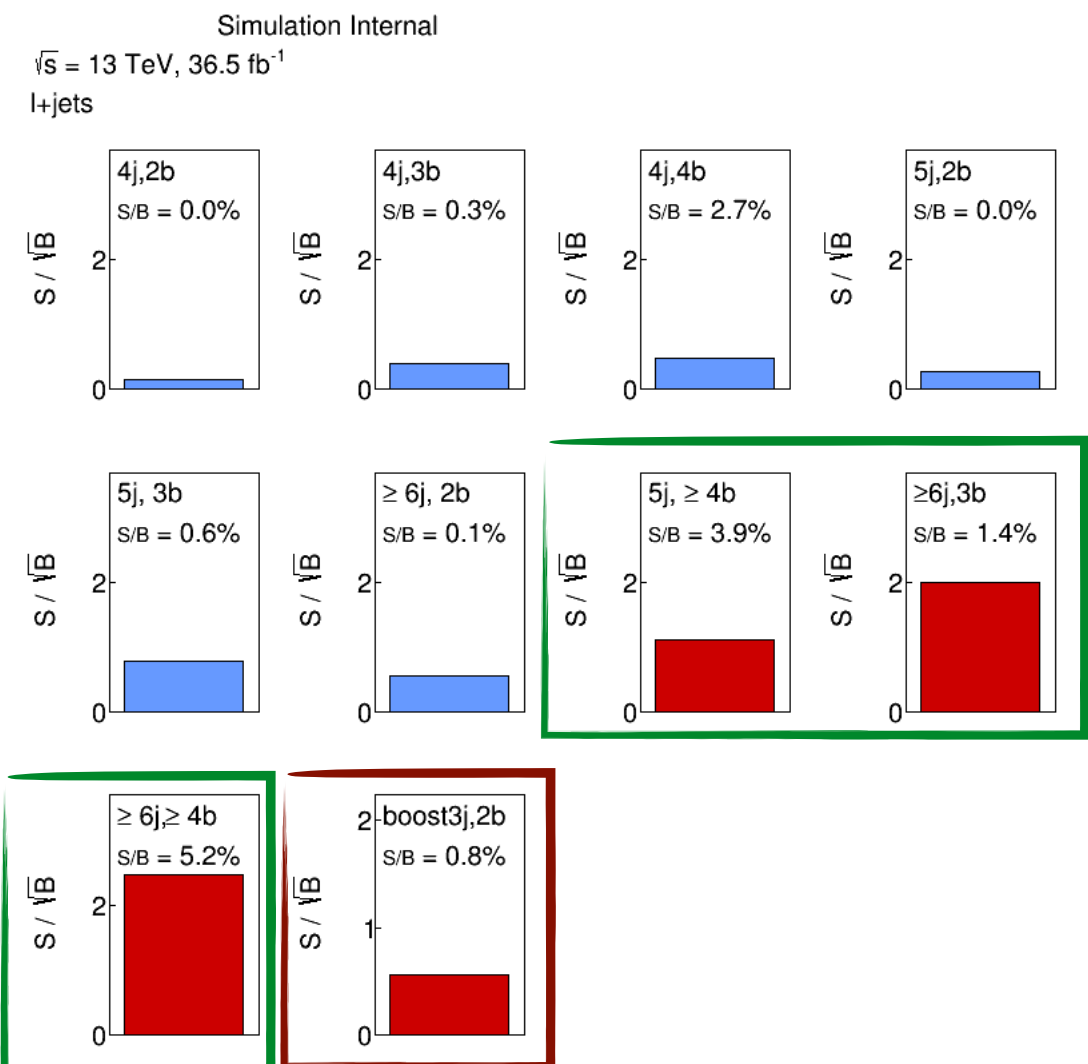 Simulation Internal
√s = 13 TeV, 36.5 fb⁻¹
l+jets
4j,2b
S/B = 0.0%
S / √B
2
0
4j,3b
S/B = 0.3%
S / √B
2
0
4j,4b
S/B = 2.7%
S / √B
2
0
5j,2b
S/B = 0.0%
S / √B
2
0
5j, 3b
S/B = 0.6%
S / √B
2
0
≥ 6j, 2b
S/B = 0.1%
S / √B
2
0
5j, ≥ 4b
S/B = 3.9%
S / √B
2
0
≥6j,3b
S/B = 1.4%
S / √B
2
0
≥ 6j,≥ 4b
S/B = 5.2%
S / √B
2
0
boost3j,2b
S/B = 0.8%
S / √B
2
1
0